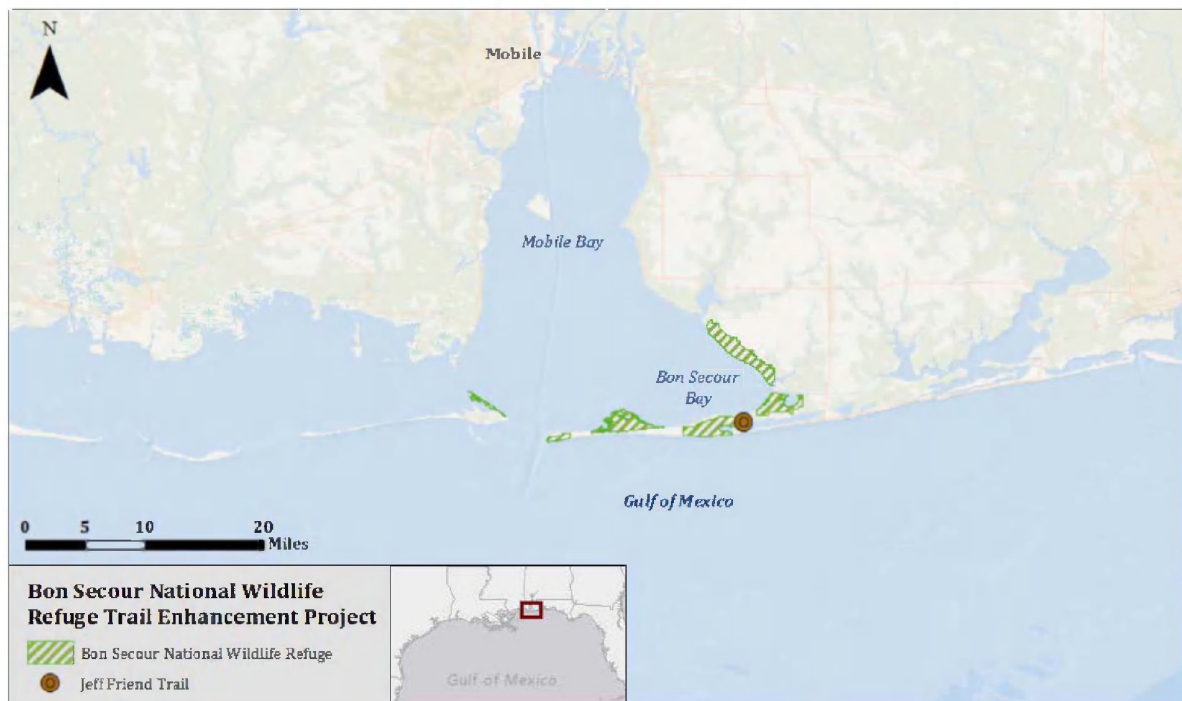 N
Mobile
Mobile Bay
Bon Secour
Bay
Gulf of Mexico
0 5 10 20
Miles
Bon Secour National Wildlife
Refuge Trail Enhancement Project
Bon Secour National Wildlife Refuge
Jeff Friend Trail
Gulf of Mexico